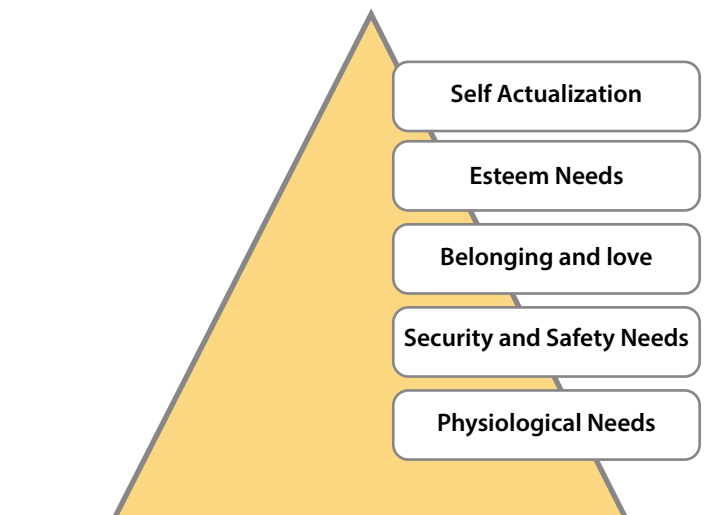 Self Actualization
Esteem Needs
Belonging and love
Security and Safety Needs
Physiological Needs